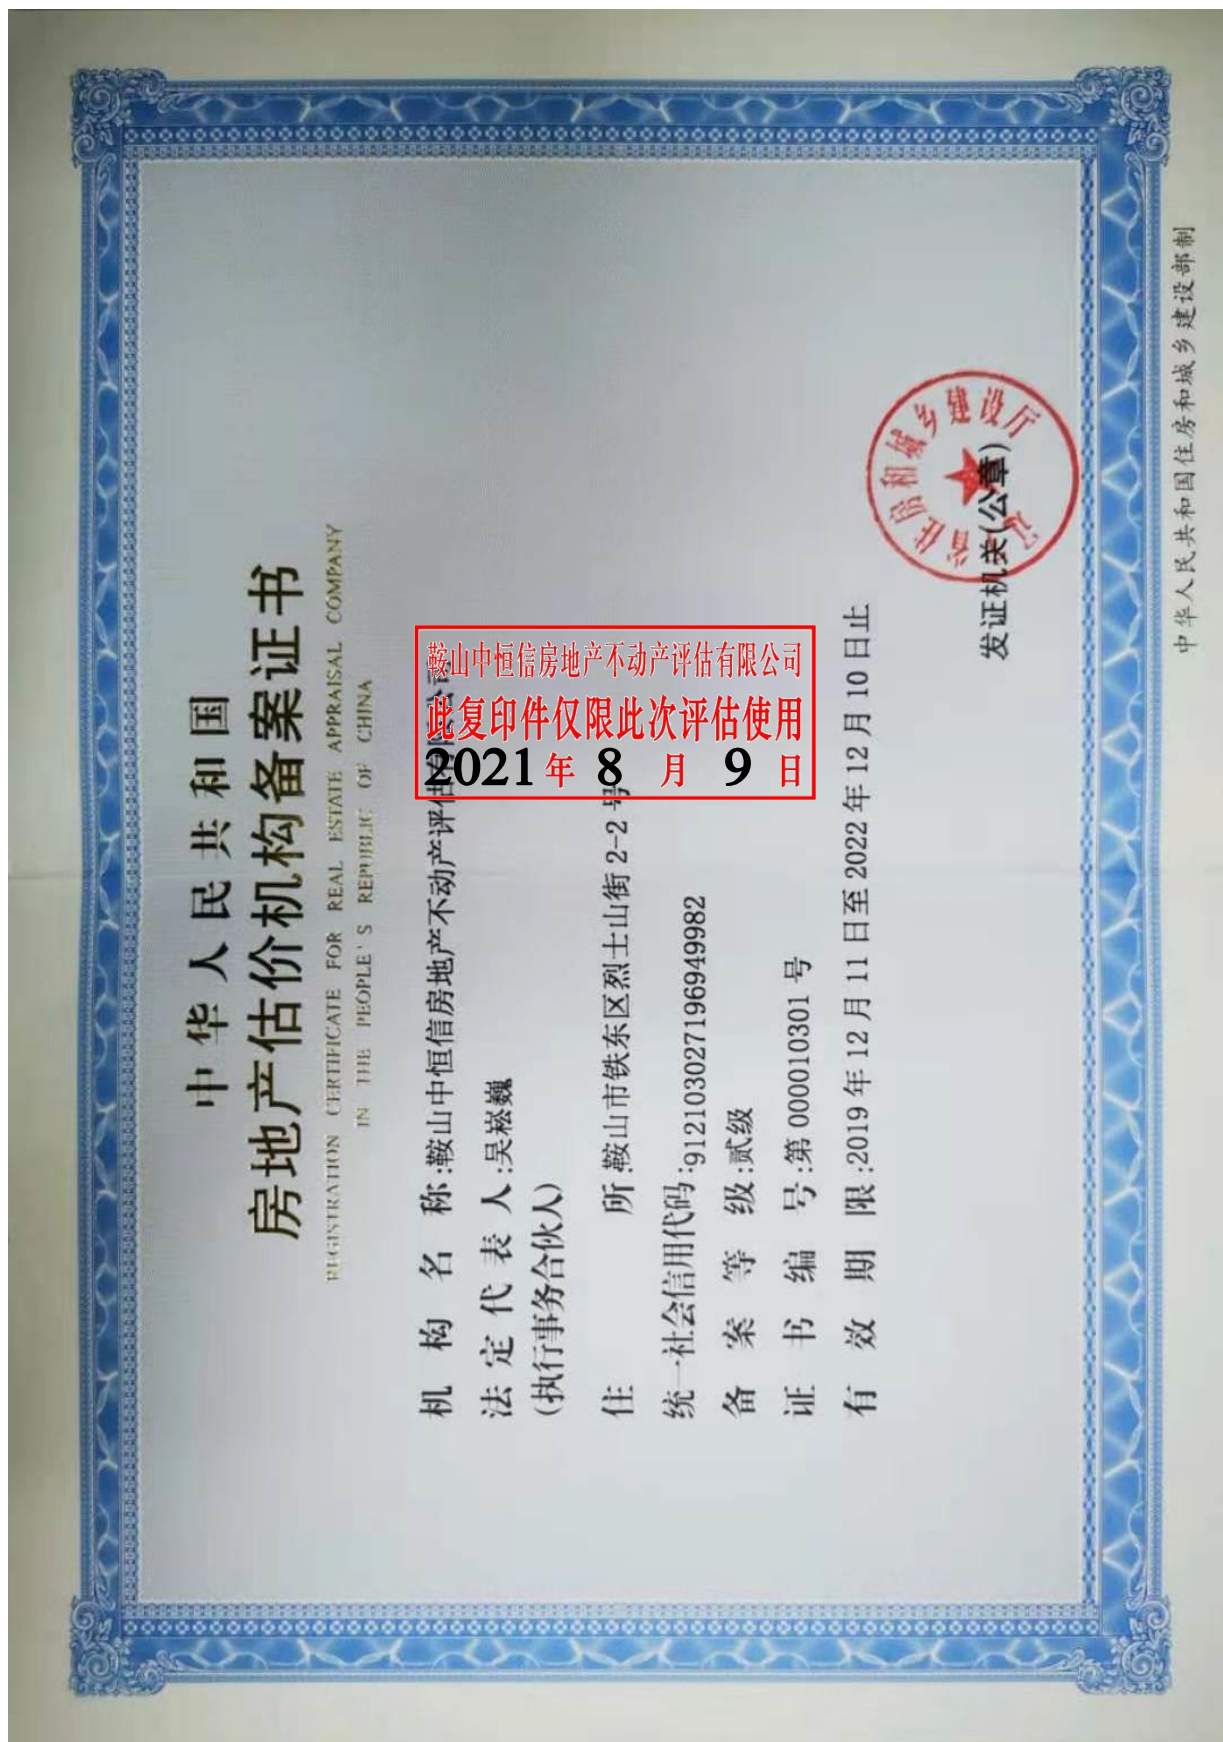 中华人民共和国
房地产估价机构备案证书
REGISTRATION CERTIFICATE FOR REAL ESTATE APPRAISAL COMPANY
IN THE PEOPLE'S REPUBLIC OF CHINA
机构名称:鞍山中恒信房地产不动产评估有限公司
法定代表人:吴崧巍
(执行事务合伙人)
住所:鞍山市铁东区烈士山街2-2号
统一社会信用代码:912103027196949982
备案等级:贰级
证书编号:第0000103301号
有效期限:2019年12月11日至2022年12月10日止
发证机关(公章)
辽宁省住房和城乡建设厅
中华人民共和国住房和城乡建设部制
鞍山中恒信房地产不动产评估有限公司
此复印件仅限此次评估使用
2021年8月9日